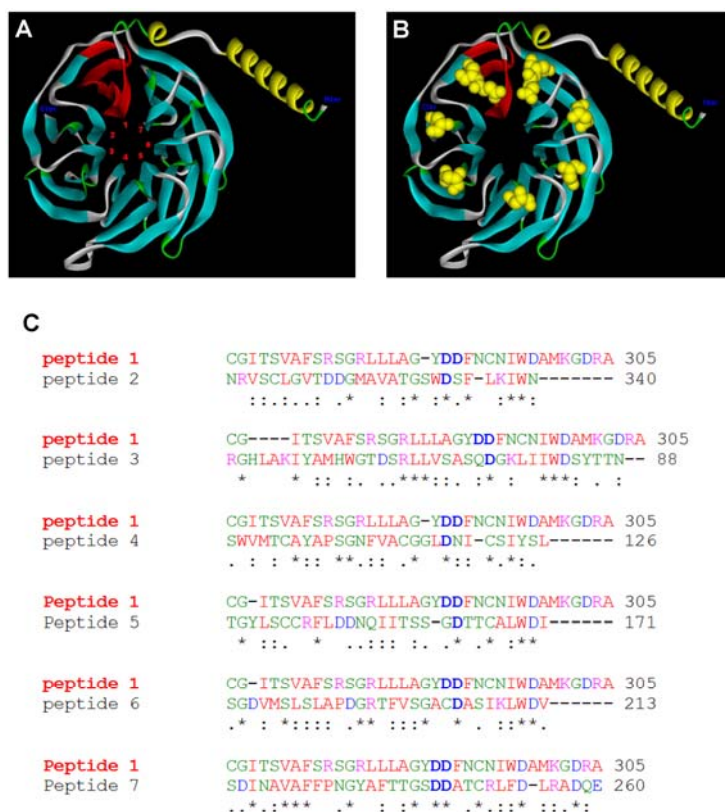 A
B
C
peptide 1 CGITSVAFSRSGRLLLAG-YDDFNCNIWDAMKGDRA 305
peptide 2 NRVSCLGVTDDGMAVATGSWDSF-LKIWN------- 340
::.:. .: .* : :* :*.* :**:
peptide 1 CG----ITSVAFSRSGRLLLAGYDDFNCNIWDAMKGDRA 305
peptide 3 RGHLAKIYAMHWGTDSRLLVSASQDGKLIIWDSYTTN-- 88
* * :: :. ..***::. :* : ***: . :
peptide 1 CGITSVAFSRSGRLLLAG-YDDFNCNIWDAMKGDRA 305
peptide 4 SWVMTCAYAPSGNFVACGGLDNI-CSIYSL------ 126
. : : *:: **.:: .* *:: *.*:.
Peptide 1 CG-ITSVAFSRSGRLLLAGYDDFNCNIWDAMKGDRA 305
Peptide 5 TGYLSCCRFLDDNQIITSS-GDTTCALWDI------ 171
* ::. * .. :: :. .* .* :**
peptide 1 CG-ITSVAFSRSGRLLLAGYDDFNCNIWDAMKGDRA 305
peptide 6 SGDVMSLSLAPDGRTFVSGACDASIKLWDV------ 213
.* : *:::: .** ::*. * . ::**.
Peptide 1 CGITSVAFSRSGRLLLAGYDDFNCNIWDAMKGDRA 305
Peptide 7 SDINAVAFFPNGYAFTTGSDDATCRLFD-LRADQE 260
..*.:*** .* : :* ** .*.::* ::.*: